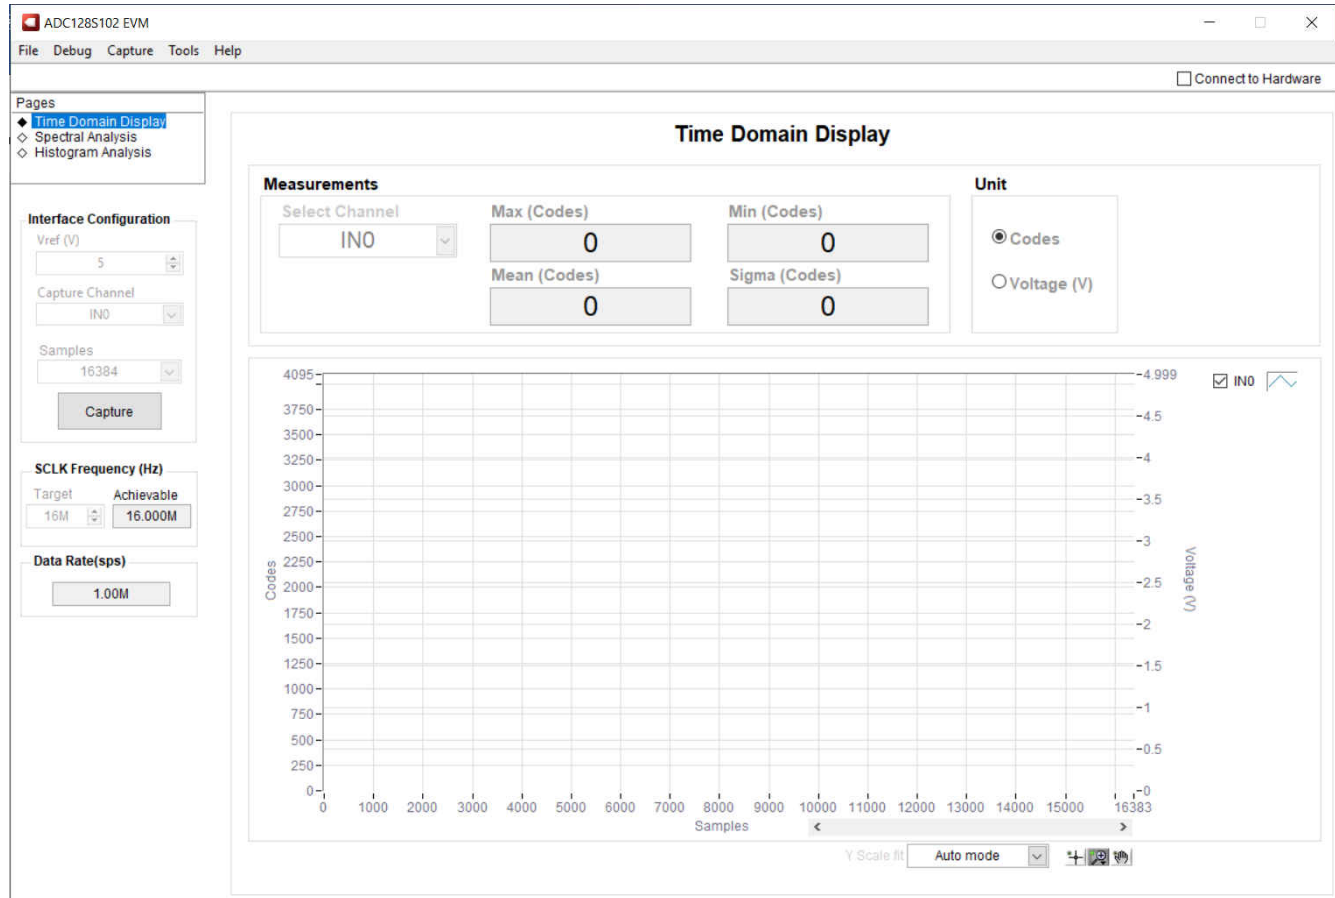 ADC128S102 EVM
File Debug Capture Tools Help
Connect to Hardware
Pages
Time Domain Display
Spectral Analysis
Histogram Analysis
Interface Configuration
Vref (V)
5
Capture Channel
IN0
Samples
16384
Capture
SCLK Frequency (Hz)
Target Achievable
16M 16.000M
Data Rate(sps)
1.00M
Time Domain Display
Measurements
Select Channel
IN0
Max (Codes)
0
Min (Codes)
0
Mean (Codes)
0
Sigma (Codes)
0
Unit
Codes
Voltage (V)
4095
3750
3500
3250
3000
2750
2500
2250
2000
1750
1500
1250
1000
750
500
250
0
Codes
0 1000 2000 3000 4000 5000 6000 7000 8000 9000 10000 11000 12000 13000 14000 15000 16383
Samples
4.999
4.5
4
3.5
3
2.5
2
1.5
1
0.5
0
Voltage (V)
IN0
Y Scale fit Auto mode